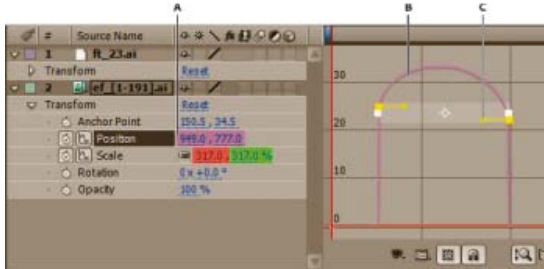 A B C
# Source Name
1 ft_23.ai
Transform Reset
2 ef_[1-191].ai
Transform Reset
Anchor Point 150.5, 34.5
Position 949.0, 777.0
Scale 317.0, 317.0 %
Rotation 0 x +0.0 °
Opacity 100 %
30
20
10
0